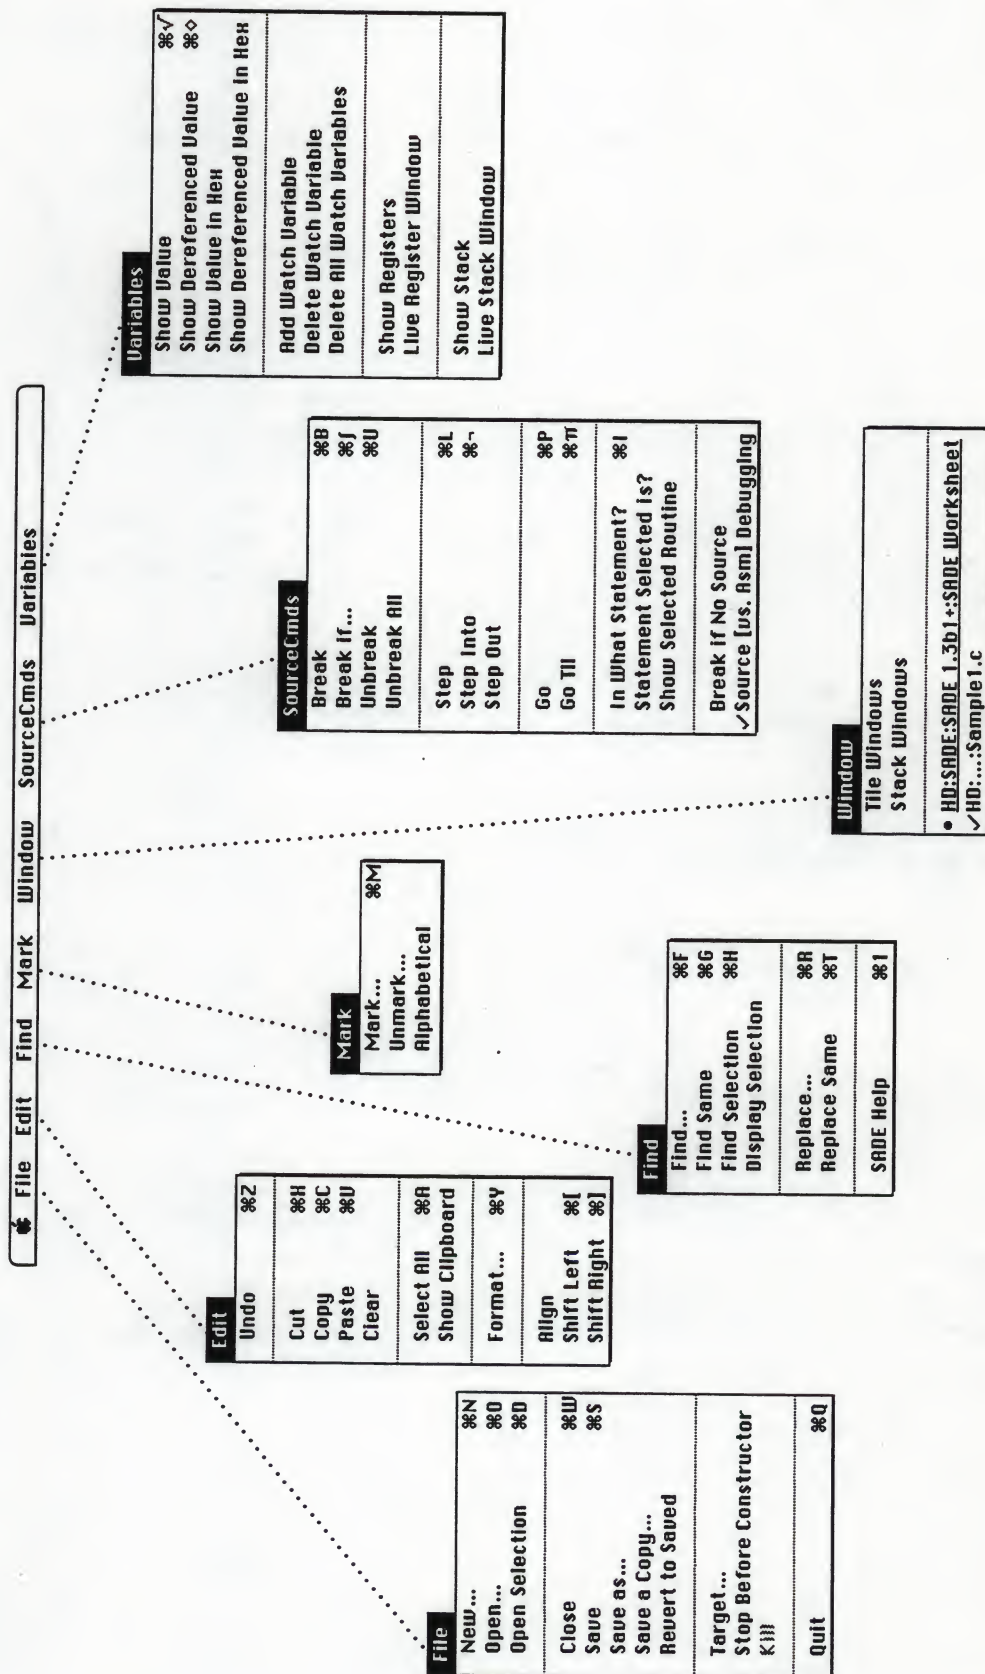 File Edit Find Mark Window SourceCmds Variables
File
New... ⌘N
Open... ⌘O
Open Selection ⌘D
Close ⌘W
Save ⌘S
Save as...
Save a Copy...
Revert to Saved
Target...
Stop Before Constructor
Kill
Quit ⌘Q
Edit
Undo ⌘Z
Cut ⌘X
Copy ⌘C
Paste ⌘V
Clear
Select All ⌘A
Show Clipboard
Format... ⌘Y
Align
Shift Left ⌘[
Shift Right ⌘]
Find
Find... ⌘F
Find Same ⌘G
Find Selection ⌘H
Display Selection
Replace... ⌘R
Replace Same ⌘T
SADE Help ⌘1
Mark
Mark... ⌘M
Unmark...
Alphabetical
Window
Tile Windows
Stack Windows
• HD:SADE:SADE 1.3b1+:SADE Worksheet
✓HD:...:Sample1.c
SourceCmds
Break ⌘B
Break if... ⌘∫
Unbreak ⌘U
Unbreak All
Step ⌘L
Step Into ⌘¬
Step Out
Go ⌘P
Go Til ⌘π
In What Statement? ⌘I
Statement Selected is?
Show Selected Routine
Break if No Source
✓Source [vs. Asm] Debugging
Variables
Show Value ⌘√
Show Dereferenced Value ⌘◇
Show Value in Hex
Show Dereferenced Value in Hex
Add Watch Variable
Delete Watch Variable
Delete All Watch Variables
Show Registers
Live Register Window
Show Stack
Live Stack Window